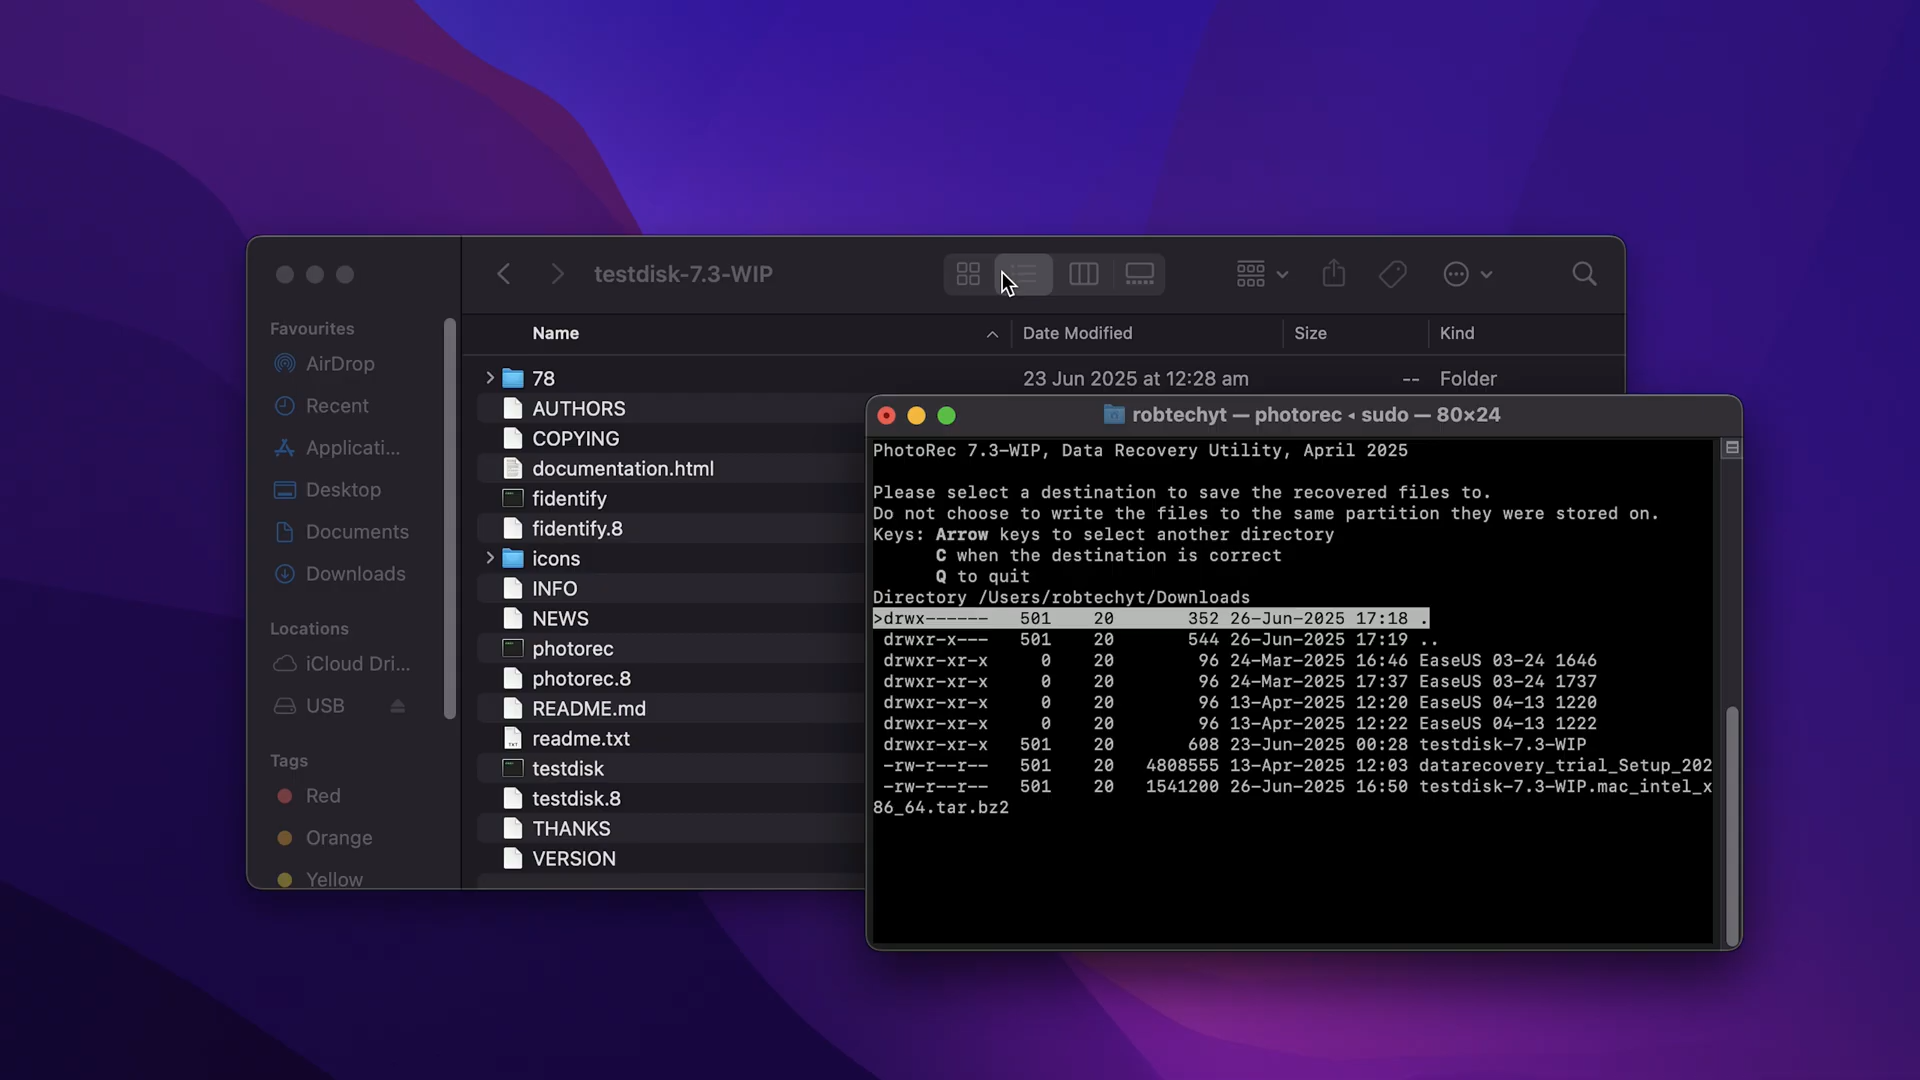 testdisk-7.3-WIP
Favourites
AirDrop
Recent
Applicati...
Desktop
Documents
Downloads
Locations
iCloud Dri...
USB
Tags
Red
Orange
Yellow
Name Date Modified Size Kind
78 23 Jun 2025 at 12:28 am -- Folder
AUTHORS
COPYING
documentation.html
fidentify
fidentify.8
icons
INFO
NEWS
photorec
photorec.8
README.md
readme.txt
testdisk
testdisk.8
THANKS
VERSION
robtechyt — photorec ◂ sudo — 80×24
PhotoRec 7.3-WIP, Data Recovery Utility, April 2025
Please select a destination to save the recovered files to.
Do not choose to write the files to the same partition they were stored on.
Keys: Arrow keys to select another directory
C when the destination is correct
Q to quit
Directory /Users/robtechyt/Downloads
>drwx------ 501 20 352 26-Jun-2025 17:18 .
drwxr-x--- 501 20 544 26-Jun-2025 17:19 ..
drwxr-xr-x 0 20 96 24-Mar-2025 16:46 EaseUS 03-24 1646
drwxr-xr-x 0 20 96 24-Mar-2025 17:37 EaseUS 03-24 1737
drwxr-xr-x 0 20 96 13-Apr-2025 12:20 EaseUS 04-13 1220
drwxr-xr-x 0 20 96 13-Apr-2025 12:22 EaseUS 04-13 1222
drwxr-xr-x 501 20 608 23-Jun-2025 00:28 testdisk-7.3-WIP
-rw-r--r-- 501 20 4808555 13-Apr-2025 12:03 datarecovery_trial_Setup_202
-rw-r--r-- 501 20 1541200 26-Jun-2025 16:50 testdisk-7.3-WIP.mac_intel_x
86_64.tar.bz2